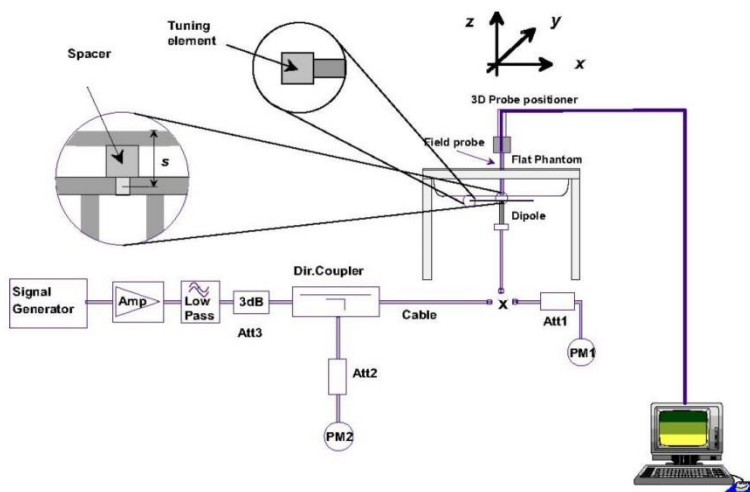 Tuning
element
Spacer
s
z
y
x
3D Probe positioner
Field probe
Flat Phantom
Dipole
Signal
Generator
Amp
Low
Pass
3dB
Att3
Dir.Coupler
Cable
x
Att1
PM1
Att2
PM2